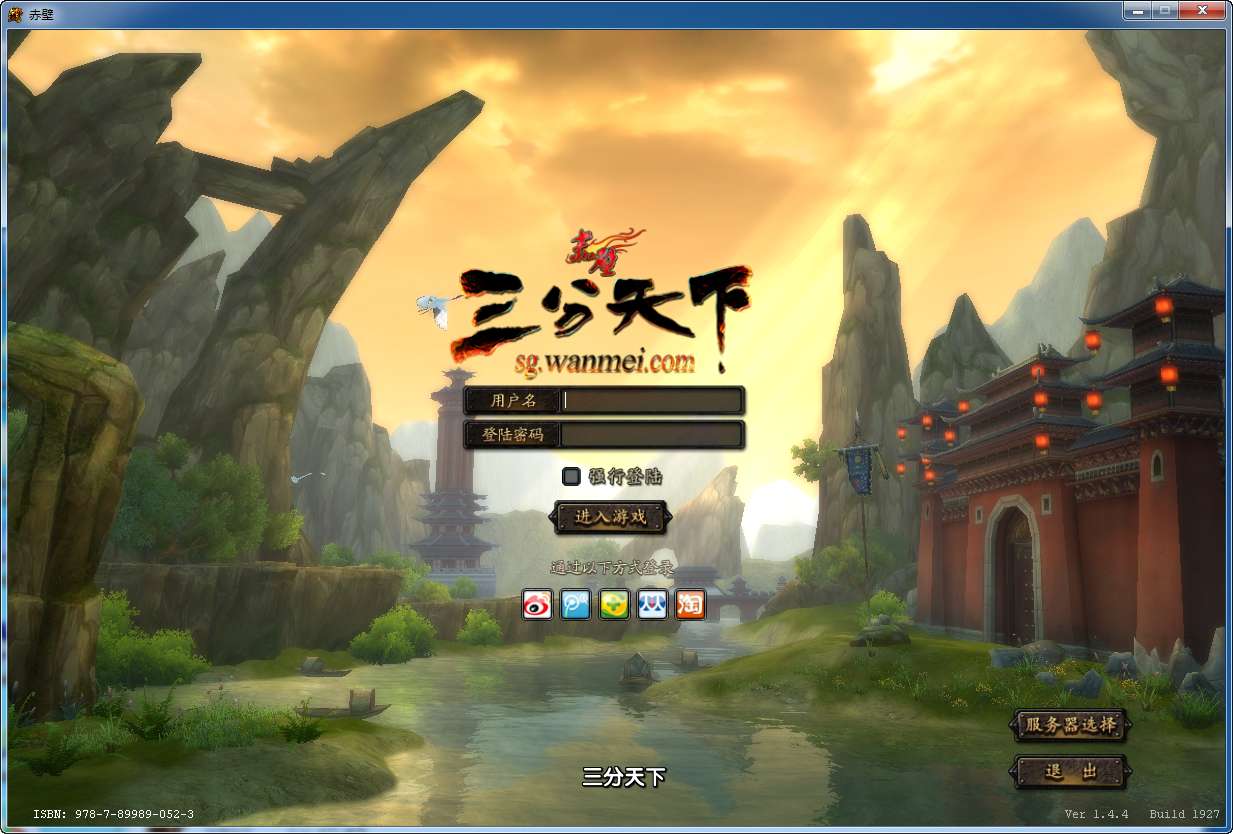 赤壁
赤壁
三分天下
sg.wanmei.com
用户名
登陆密码
强行登陆
进入游戏
通过以下方式登录
淘
服务器选择
退 出
三分天下
ISBN: 978-7-89989-052-3
Ver 1.4.4 Build 1927